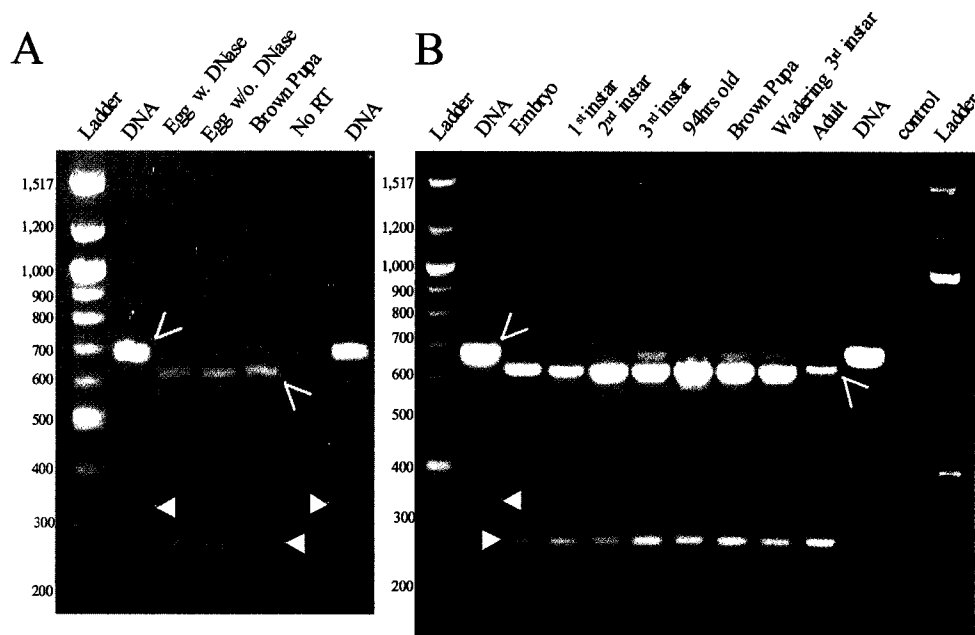 A
Ladder
DNA
Egg w. DNase
Egg w/o. DNase
Brown Pupa
No RT
DNA
1,517
1,200
1,000
900
800
700
600
500
400
300
200
B
Ladder
DNA
Embryo
1st instar
2nd instar
3rd instar
94hrs old
Brown Pupa
Wadering 3rd instar
Adult
DNA
control
Ladder
1,517
1,200
1,000
900
800
700
600
500
400
300
200